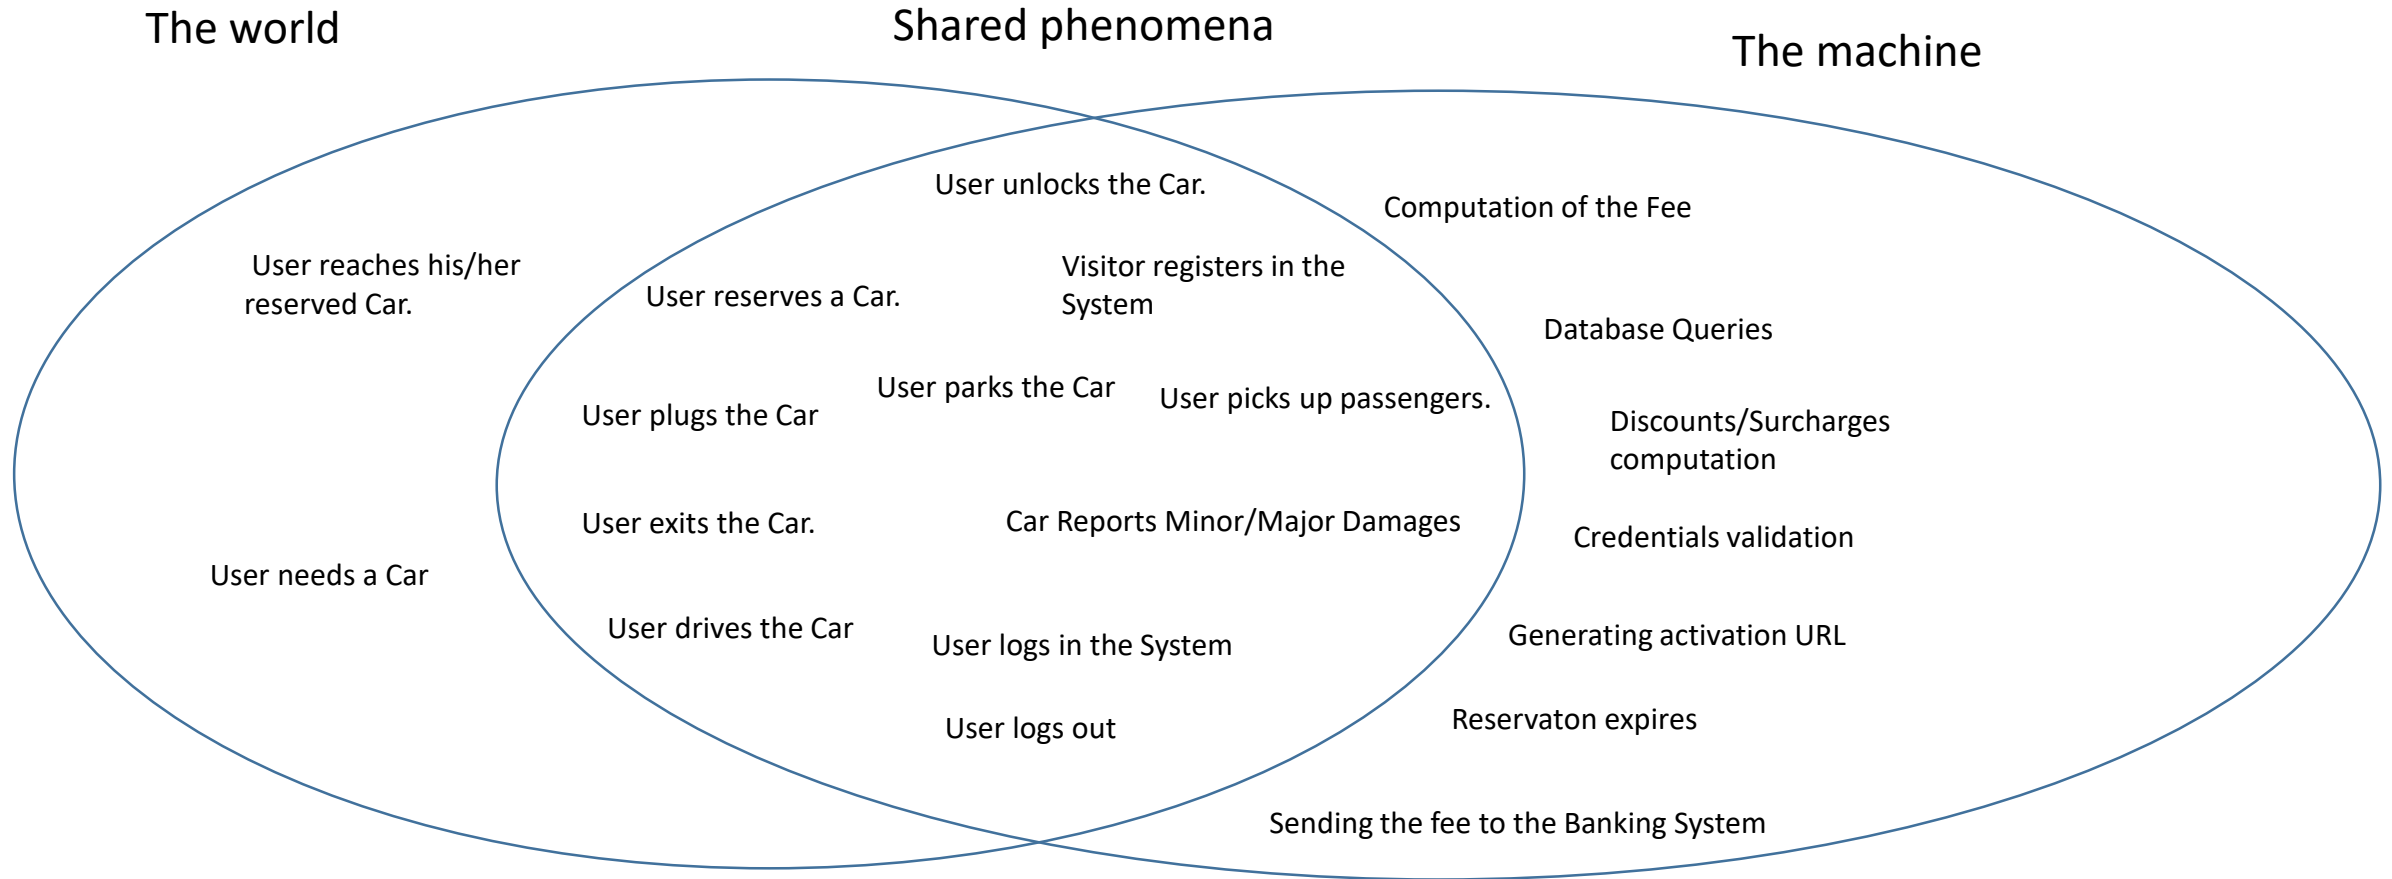 The world
Shared phenomena
The machine
User unlocks the Car.
Computation of the Fee
User reaches his/her
reserved Car.
User reserves a Car.
Visitor registers in the
System
Database Queries
User plugs the Car
User parks the Car
User picks up passengers.
Discounts/Surcharges
computation
User exits the Car.
Car Reports Minor/Major Damages
Credentials validation
User needs a Car
User drives the Car
User logs in the System
Generating activation URL
User logs out
Reservaton expires
Sending the fee to the Banking System